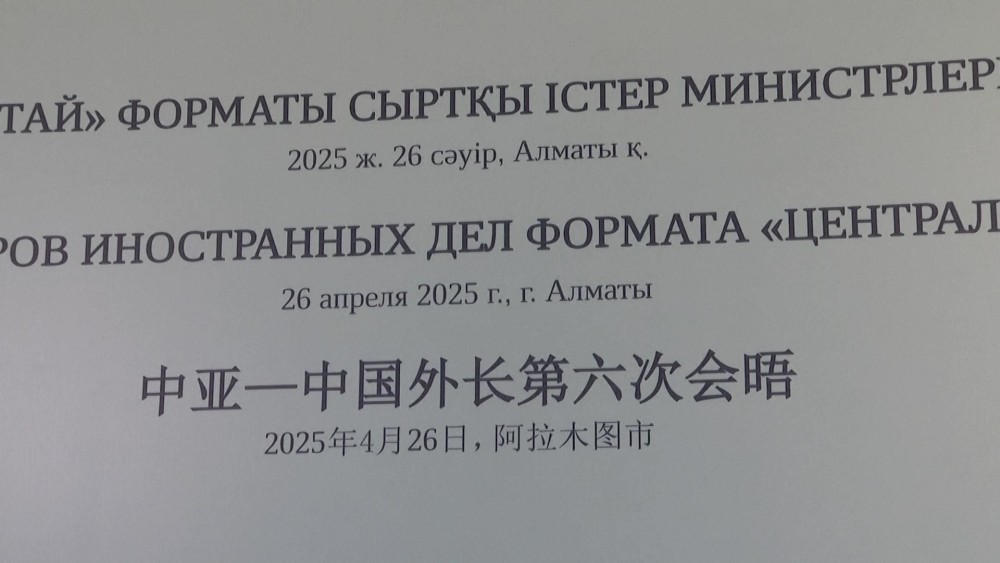 ТАЙ» ФОРМАТЫ СЫРТҚЫ ІСТЕР МИНИСТРЛЕР
2025 ж. 26 сәуір, Алматы қ.
РОВ ИНОСТРАННЫХ ДЕЛ ФОРМАТА «ЦЕНТРАЛ
26 апреля 2025 г., г. Алматы
中亚—中国外长第六次会晤
2025年4月26日, 阿拉木图市